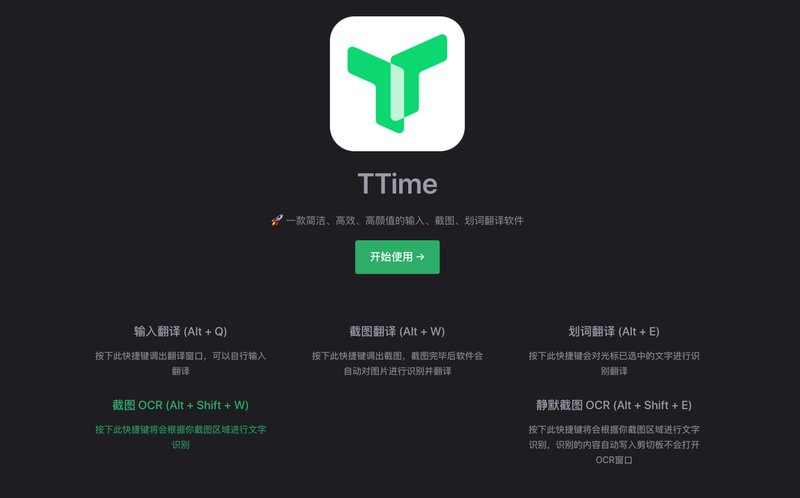 TTime
🚀 一款简洁、高效、高颜值的输入、截图、划词翻译软件
开始使用 →
输入翻译 (Alt + Q)
按下此快捷键调出翻译窗口，可以自行输入
翻译
截图翻译 (Alt + W)
按下此快捷键调出截图，截图完毕后软件会
自动对图片进行识别并翻译
划词翻译 (Alt + E)
按下此快捷键会对光标已选中的文字进行识
别翻译
截图 OCR (Alt + Shift + W)
按下此快捷键将会根据你截图区域进行文字
识别
静默截图 OCR (Alt + Shift + E)
按下此快捷键将会根据你截图区域进行文字
识别，识别的内容自动写入剪切板不会打开
OCR窗口